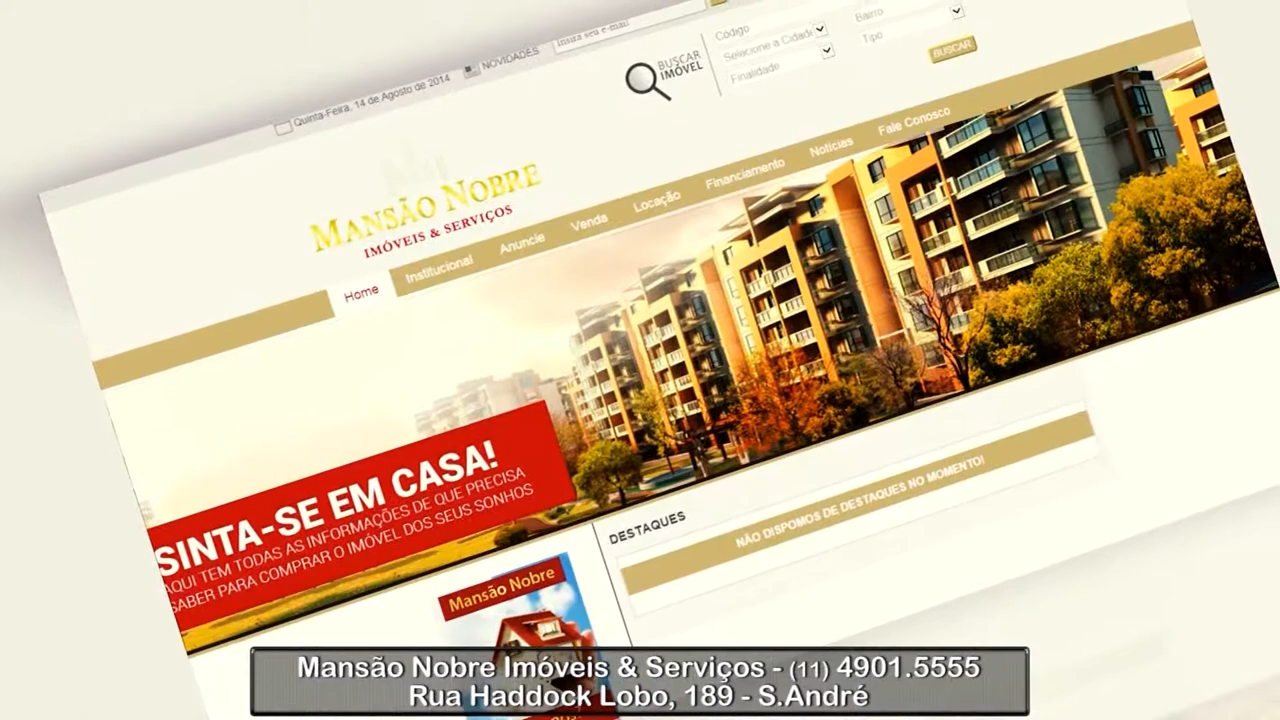 Quinta-Feira, 14 de Agosto de 2014
NOVIDADES
Insira seu e-mail
BUSCAR
IMÓVEL
Código
Selecione a Cidade
Finalidade
Bairro
Tipo
BUSCAR
MANSÃO NOBRE
IMÓVEIS & SERVIÇOS
Home
Institucional
Anuncie
Venda
Locação
Financiamento
Notícias
Fale Conosco
SINTA-SE EM CASA!
AQUI TEM TODAS AS INFORMAÇÕES DE QUE PRECISA
SABER PARA COMPRAR O IMÓVEL DOS SEUS SONHOS
DESTAQUES
NÃO DISPOMOS DE DESTAQUES NO MOMENTO!
Mansão Nobre
Mansão Nobre Imóveis & Serviços - (11) 4901.5555
Rua Haddock Lobo, 189 - S.André